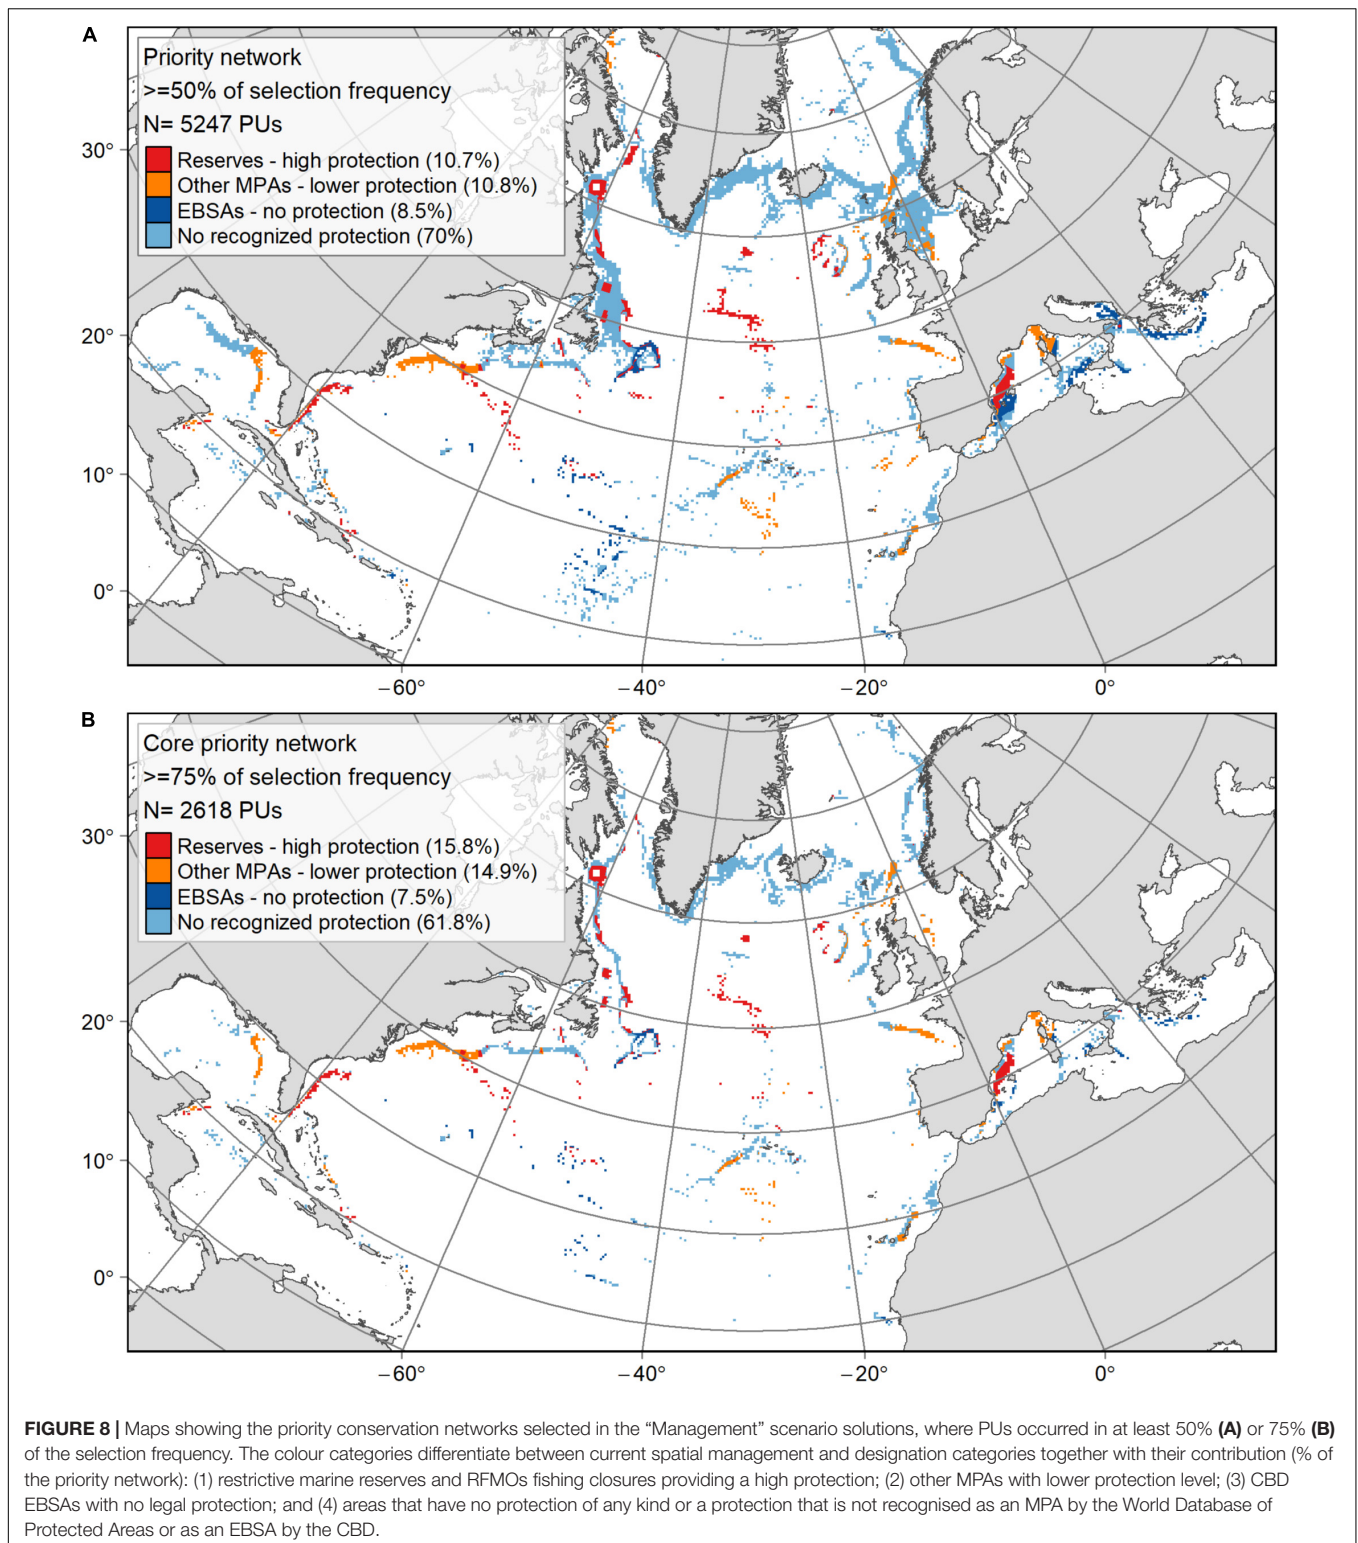 A
Priority network
>=50% of selection frequency
N= 5247 PUs
Reserves - high protection (10.7%)
Other MPAs - lower protection (10.8%)
EBSAs - no protection (8.5%)
No recognized protection (70%)
30°
20°
10°
0°
−60°
−40°
−20°
0°
B
Core priority network
>=75% of selection frequency
N= 2618 PUs
Reserves - high protection (15.8%)
Other MPAs - lower protection (14.9%)
EBSAs - no protection (7.5%)
No recognized protection (61.8%)
30°
20°
10°
0°
−60°
−40°
−20°
0°
FIGURE 8 | Maps showing the priority conservation networks selected in the “Management” scenario solutions, where PUs occurred in at least 50% (A) or 75% (B)
of the selection frequency. The colour categories differentiate between current spatial management and designation categories together with their contribution (% of
the priority network): (1) restrictive marine reserves and RFMOs fishing closures providing a high protection; (2) other MPAs with lower protection level; (3) CBD
EBSAs with no legal protection; and (4) areas that have no protection of any kind or a protection that is not recognised as an MPA by the World Database of
Protected Areas or as an EBSA by the CBD.